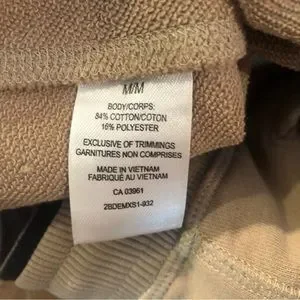 M/M
BODY/CORPS:
84% COTTON/COTON
16% POLYESTER
EXCLUSIVE OF TRIMMINGS
GARNITURES NON COMPRISES
MADE IN VIETNAM
FABRIQUÉ AU VIETNAM
CA 03961
2BDEMXS1-932